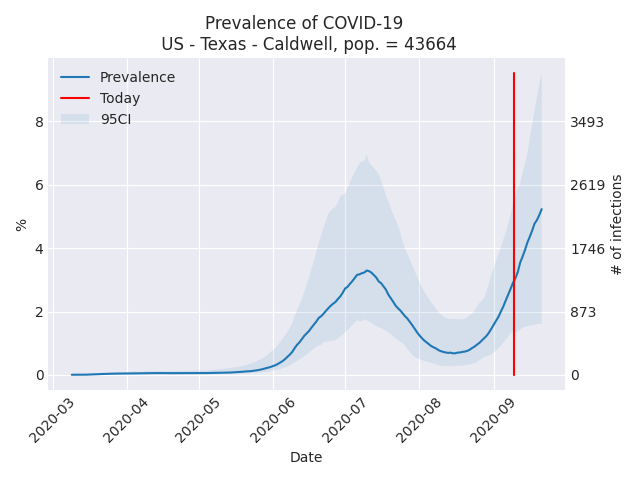 Prevalence of COVID-19
US - Texas - Caldwell, pop. = 43664
Prevalence
Today
95CI
8
6
4
2
0
%
3493
2619
1746
873
0
# of infections
2020-03
2020-04
2020-05
2020-06
2020-07
2020-08
2020-09
Date